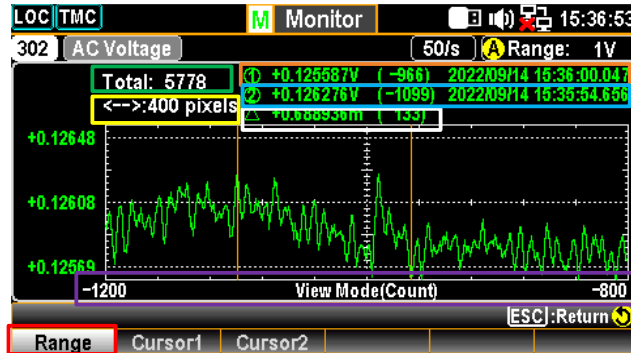 LOC TMC M Monitor 15:36:53
302 AC Voltage 50/s A Range: 1V
Total: 5778 ① +0.125587V ( -966) 2022/09/14 15:36:00.047
<-->:400 pixels ② +0.126276V (-1099) 2022/09/14 15:35:54.656
△ +0.688936m ( 133)
+0.12648
+0.12608
+0.12569
-1200 View Mode(Count) -800
ESC:Return
Range Cursor1 Cursor2